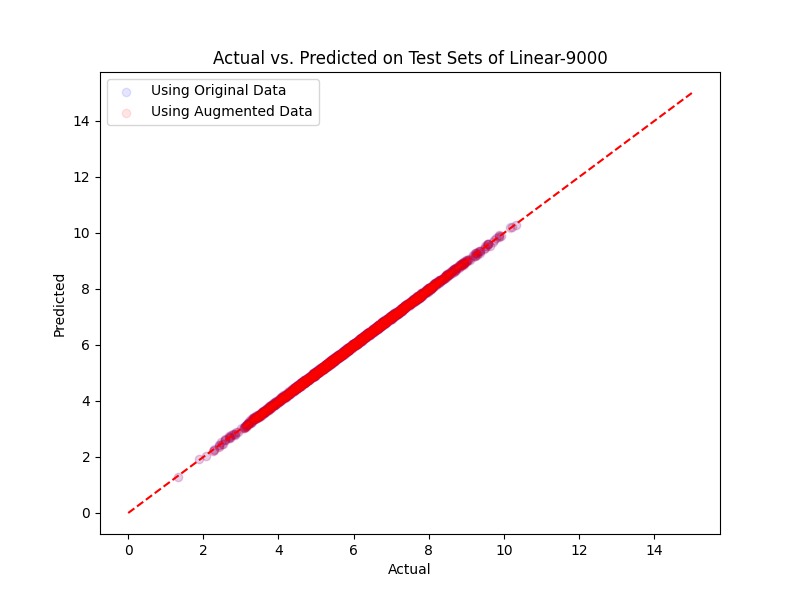 Actual vs. Predicted on Test Sets of Linear-9000
Using Original Data
Using Augmented Data
14
12
10
8
6
4
2
0
Predicted
0 2 4 6 8 10 12 14
Actual